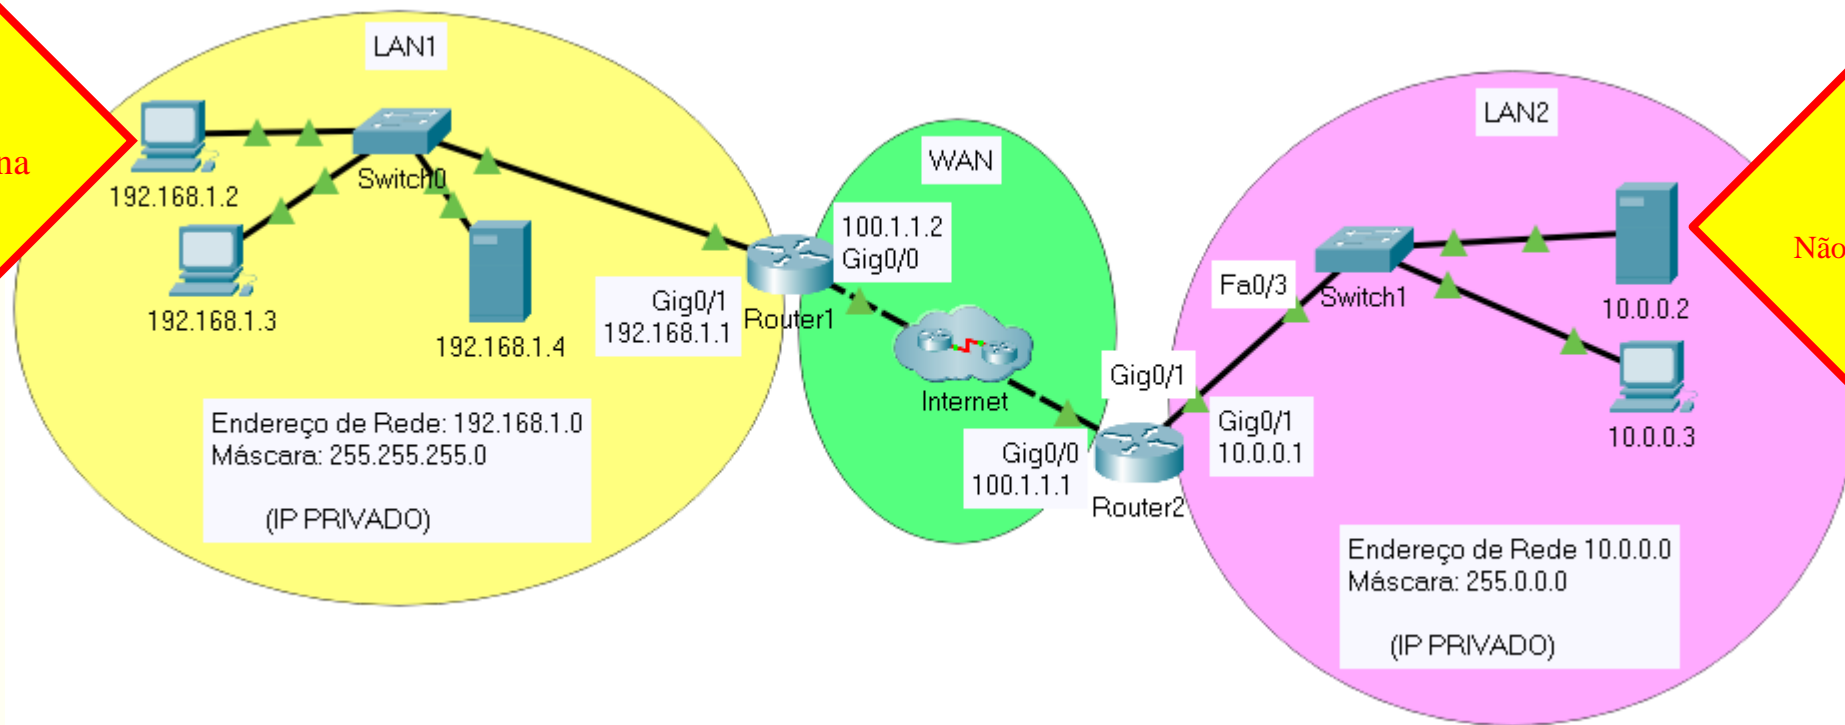 LAN1
na
192.168.1.2
Switch0
192.168.1.3
192.168.1.4
Gig0/1
192.168.1.1
Router1
Endereço de Rede: 192.168.1.0
Máscara: 255.255.255.0
(IP PRIVADO)
WAN
100.1.1.2
Gig0/0
Internet
Gig0/0
100.1.1.1
Router2
Gig0/1
Gig0/1
10.0.0.1
LAN2
Fa0/3
Switch1
10.0.0.2
10.0.0.3
Não
Endereço de Rede 10.0.0.0
Máscara: 255.0.0.0
(IP PRIVADO)